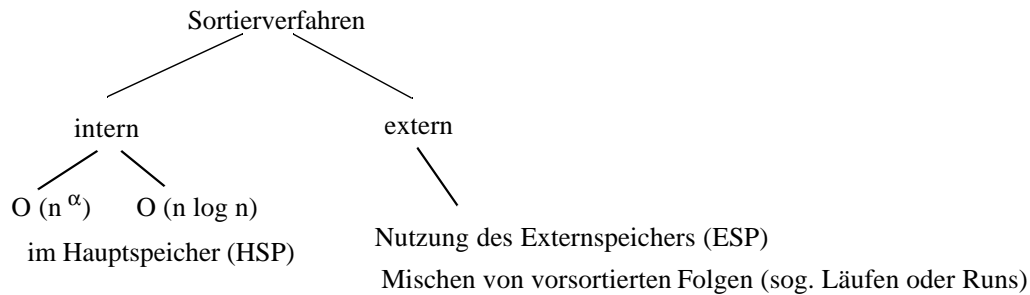 Sortierverfahren
intern
extern
O (n α) O (n log n)
im Hauptspeicher (HSP)
Nutzung des Externspeichers (ESP)
Mischen von vorsortierten Folgen (sog. Läufen oder Runs)